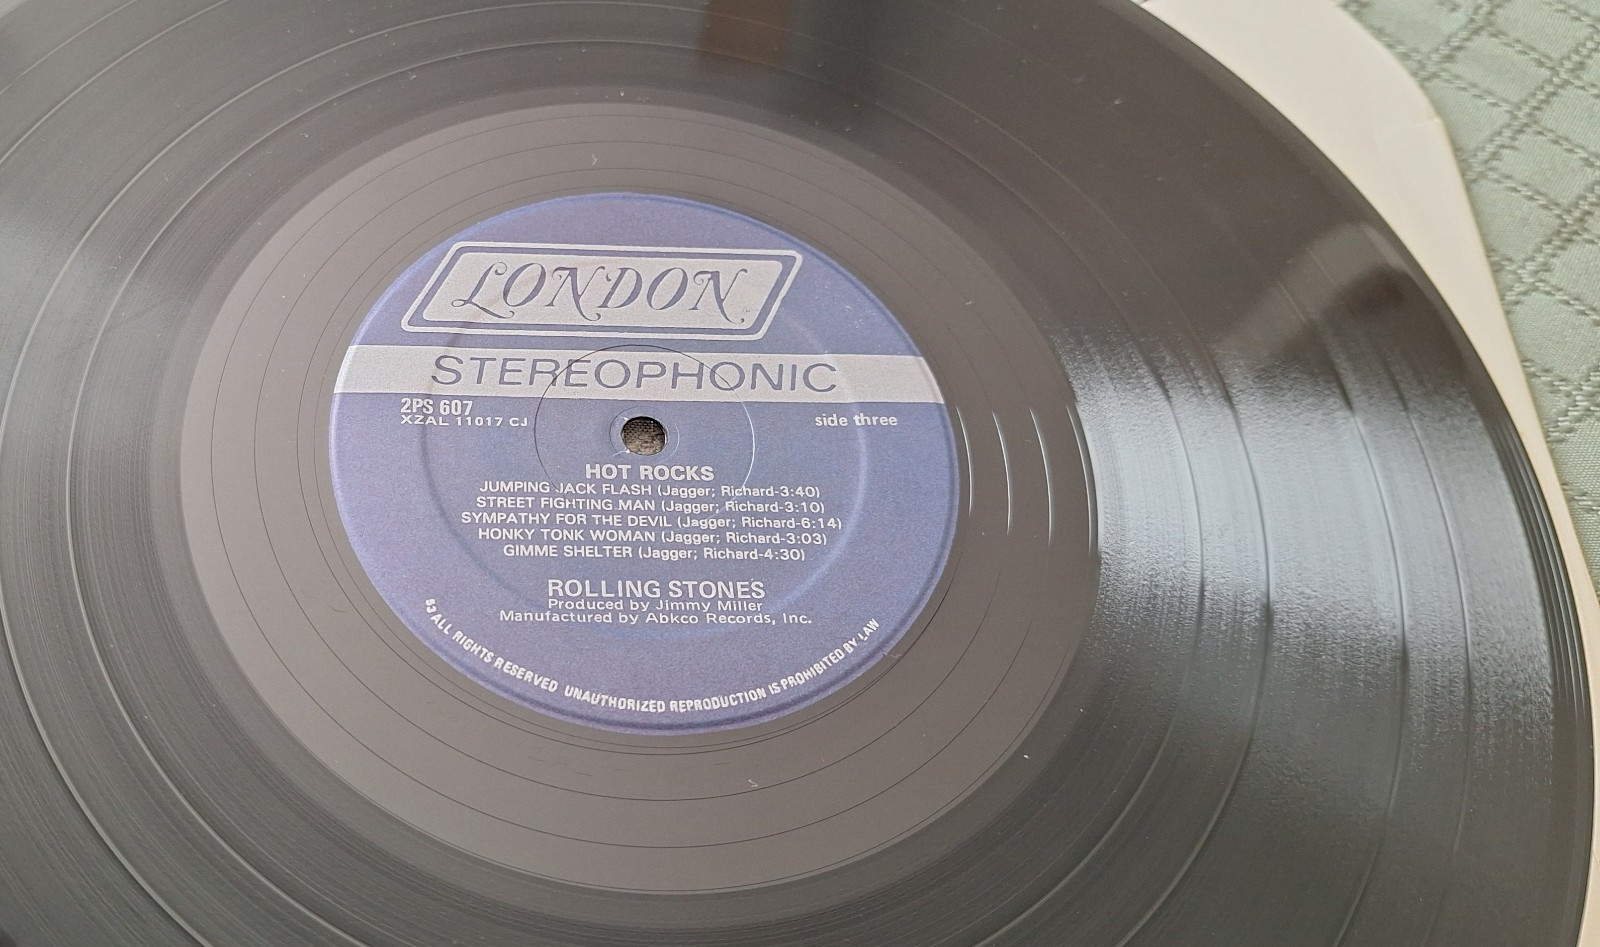 LONDON
STEREOPHONIC
2PS 607
XZAL 11017 CJ
side three
HOT ROCKS
JUMPING JACK FLASH (Jagger; Richard-3:40)
STREET FIGHTING MAN (Jagger; Richard-3:10)
SYMPATHY FOR THE DEVIL (Jagger; Richard-6:14)
HONKY TONK WOMAN (Jagger; Richard-3:03)
GIMME SHELTER (Jagger; Richard-4:30)
ROLLING STONES
Produced by Jimmy Miller
Manufactured by Abkco Records, Inc.
53 ALL RIGHTS RESERVED UNAUTHORIZED REPRODUCTION IS PROHIBITED BY LAW